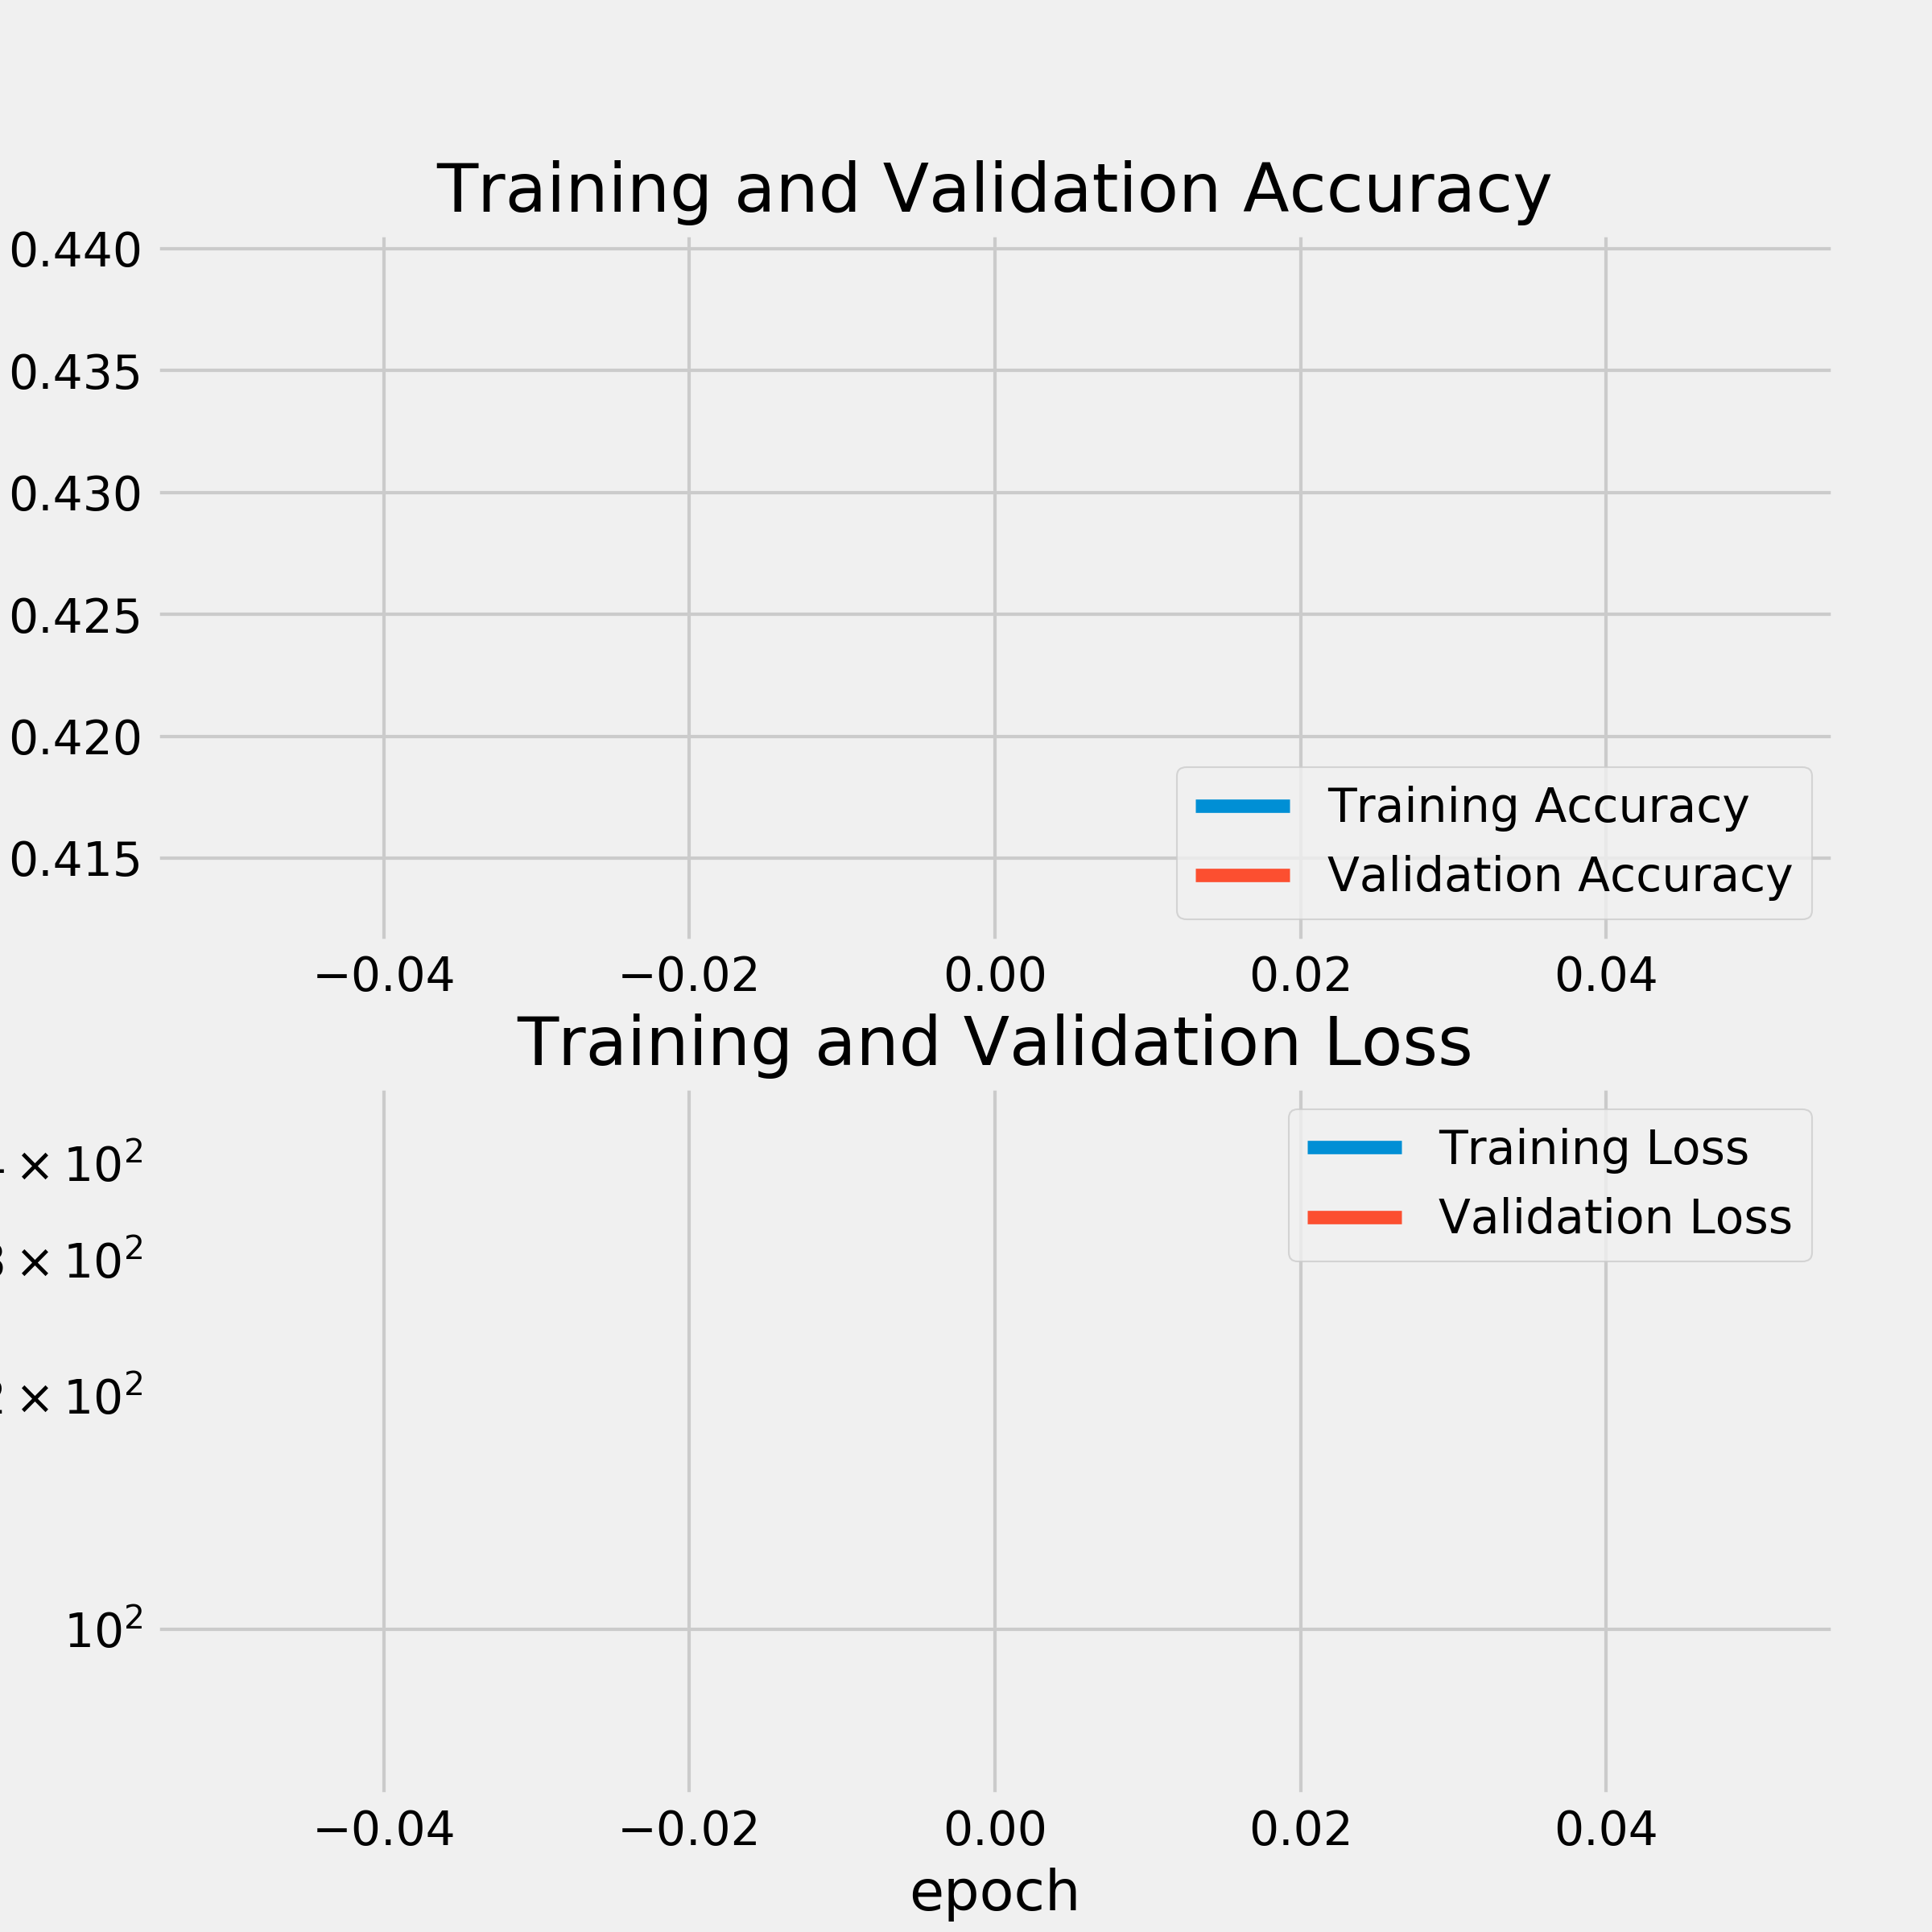 Training and Validation Accuracy
0.440
0.435
0.430
0.425
0.420
0.415
Training Accuracy
Validation Accuracy
−0.04 −0.02 0.00 0.02 0.04
Training and Validation Loss
× 10²
× 10²
× 10²
10²
Training Loss
Validation Loss
−0.04 −0.02 0.00 0.02 0.04
epoch